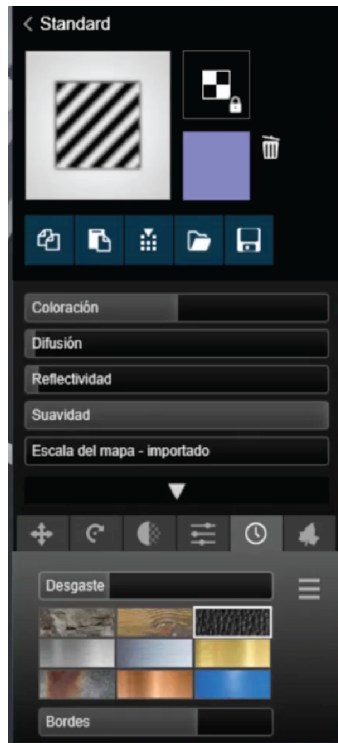 Standard
Coloración
Difusión
Reflectividad
Suavidad
Escala del mapa - importado
Desgaste
Bordes